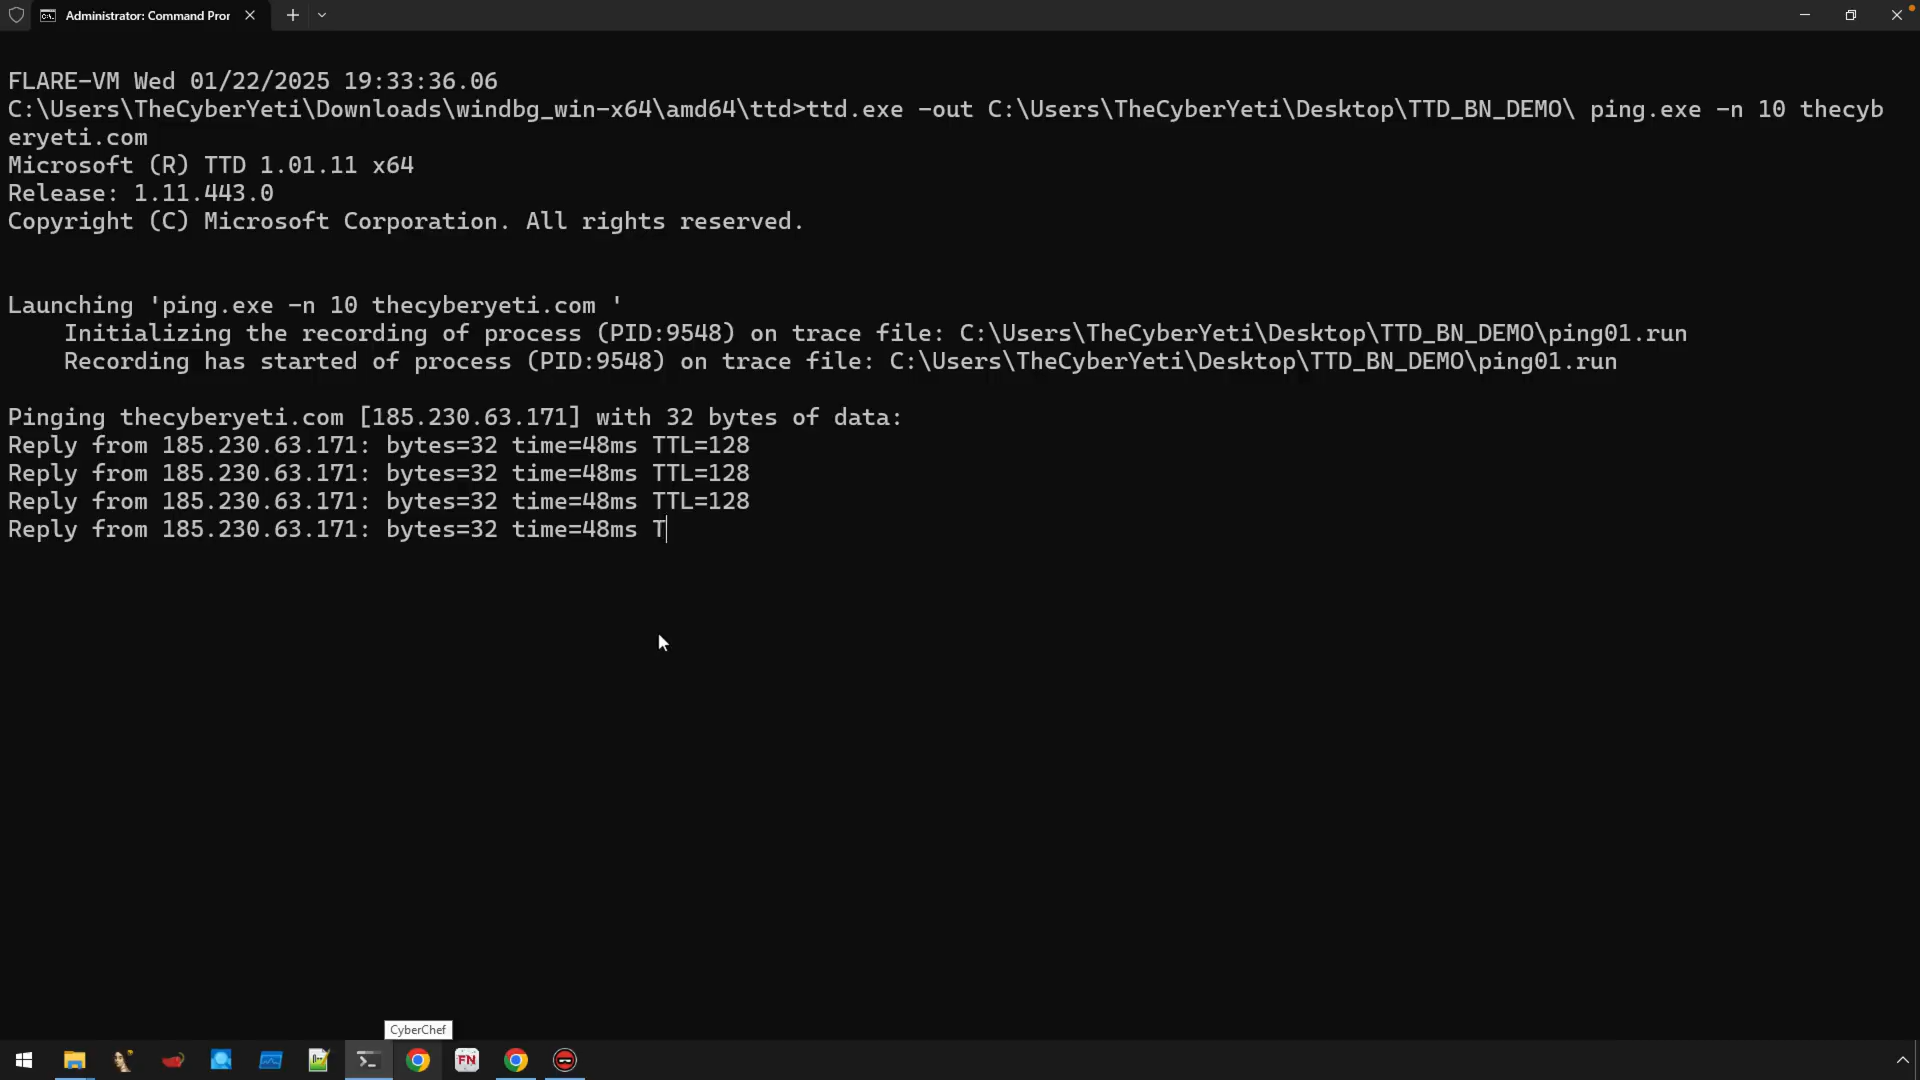 Administrator: Command Pror
FLARE-VM Wed 01/22/2025 19:33:36.06
C:\Users\TheCyberYeti\Downloads\windbg_win-x64\amd64\ttd>ttd.exe -out C:\Users\TheCyberYeti\Desktop\TTD_BN_DEMO\ ping.exe -n 10 thecyb
eryeti.com
Microsoft (R) TTD 1.01.11 x64
Release: 1.11.443.0
Copyright (C) Microsoft Corporation. All rights reserved.
Launching 'ping.exe -n 10 thecyberyeti.com '
Initializing the recording of process (PID:9548) on trace file: C:\Users\TheCyberYeti\Desktop\TTD_BN_DEMO\ping01.run
Recording has started of process (PID:9548) on trace file: C:\Users\TheCyberYeti\Desktop\TTD_BN_DEMO\ping01.run
Pinging thecyberyeti.com [185.230.63.171] with 32 bytes of data:
Reply from 185.230.63.171: bytes=32 time=48ms TTL=128
Reply from 185.230.63.171: bytes=32 time=48ms TTL=128
Reply from 185.230.63.171: bytes=32 time=48ms TTL=128
Reply from 185.230.63.171: bytes=32 time=48ms T
CyberChef
FN